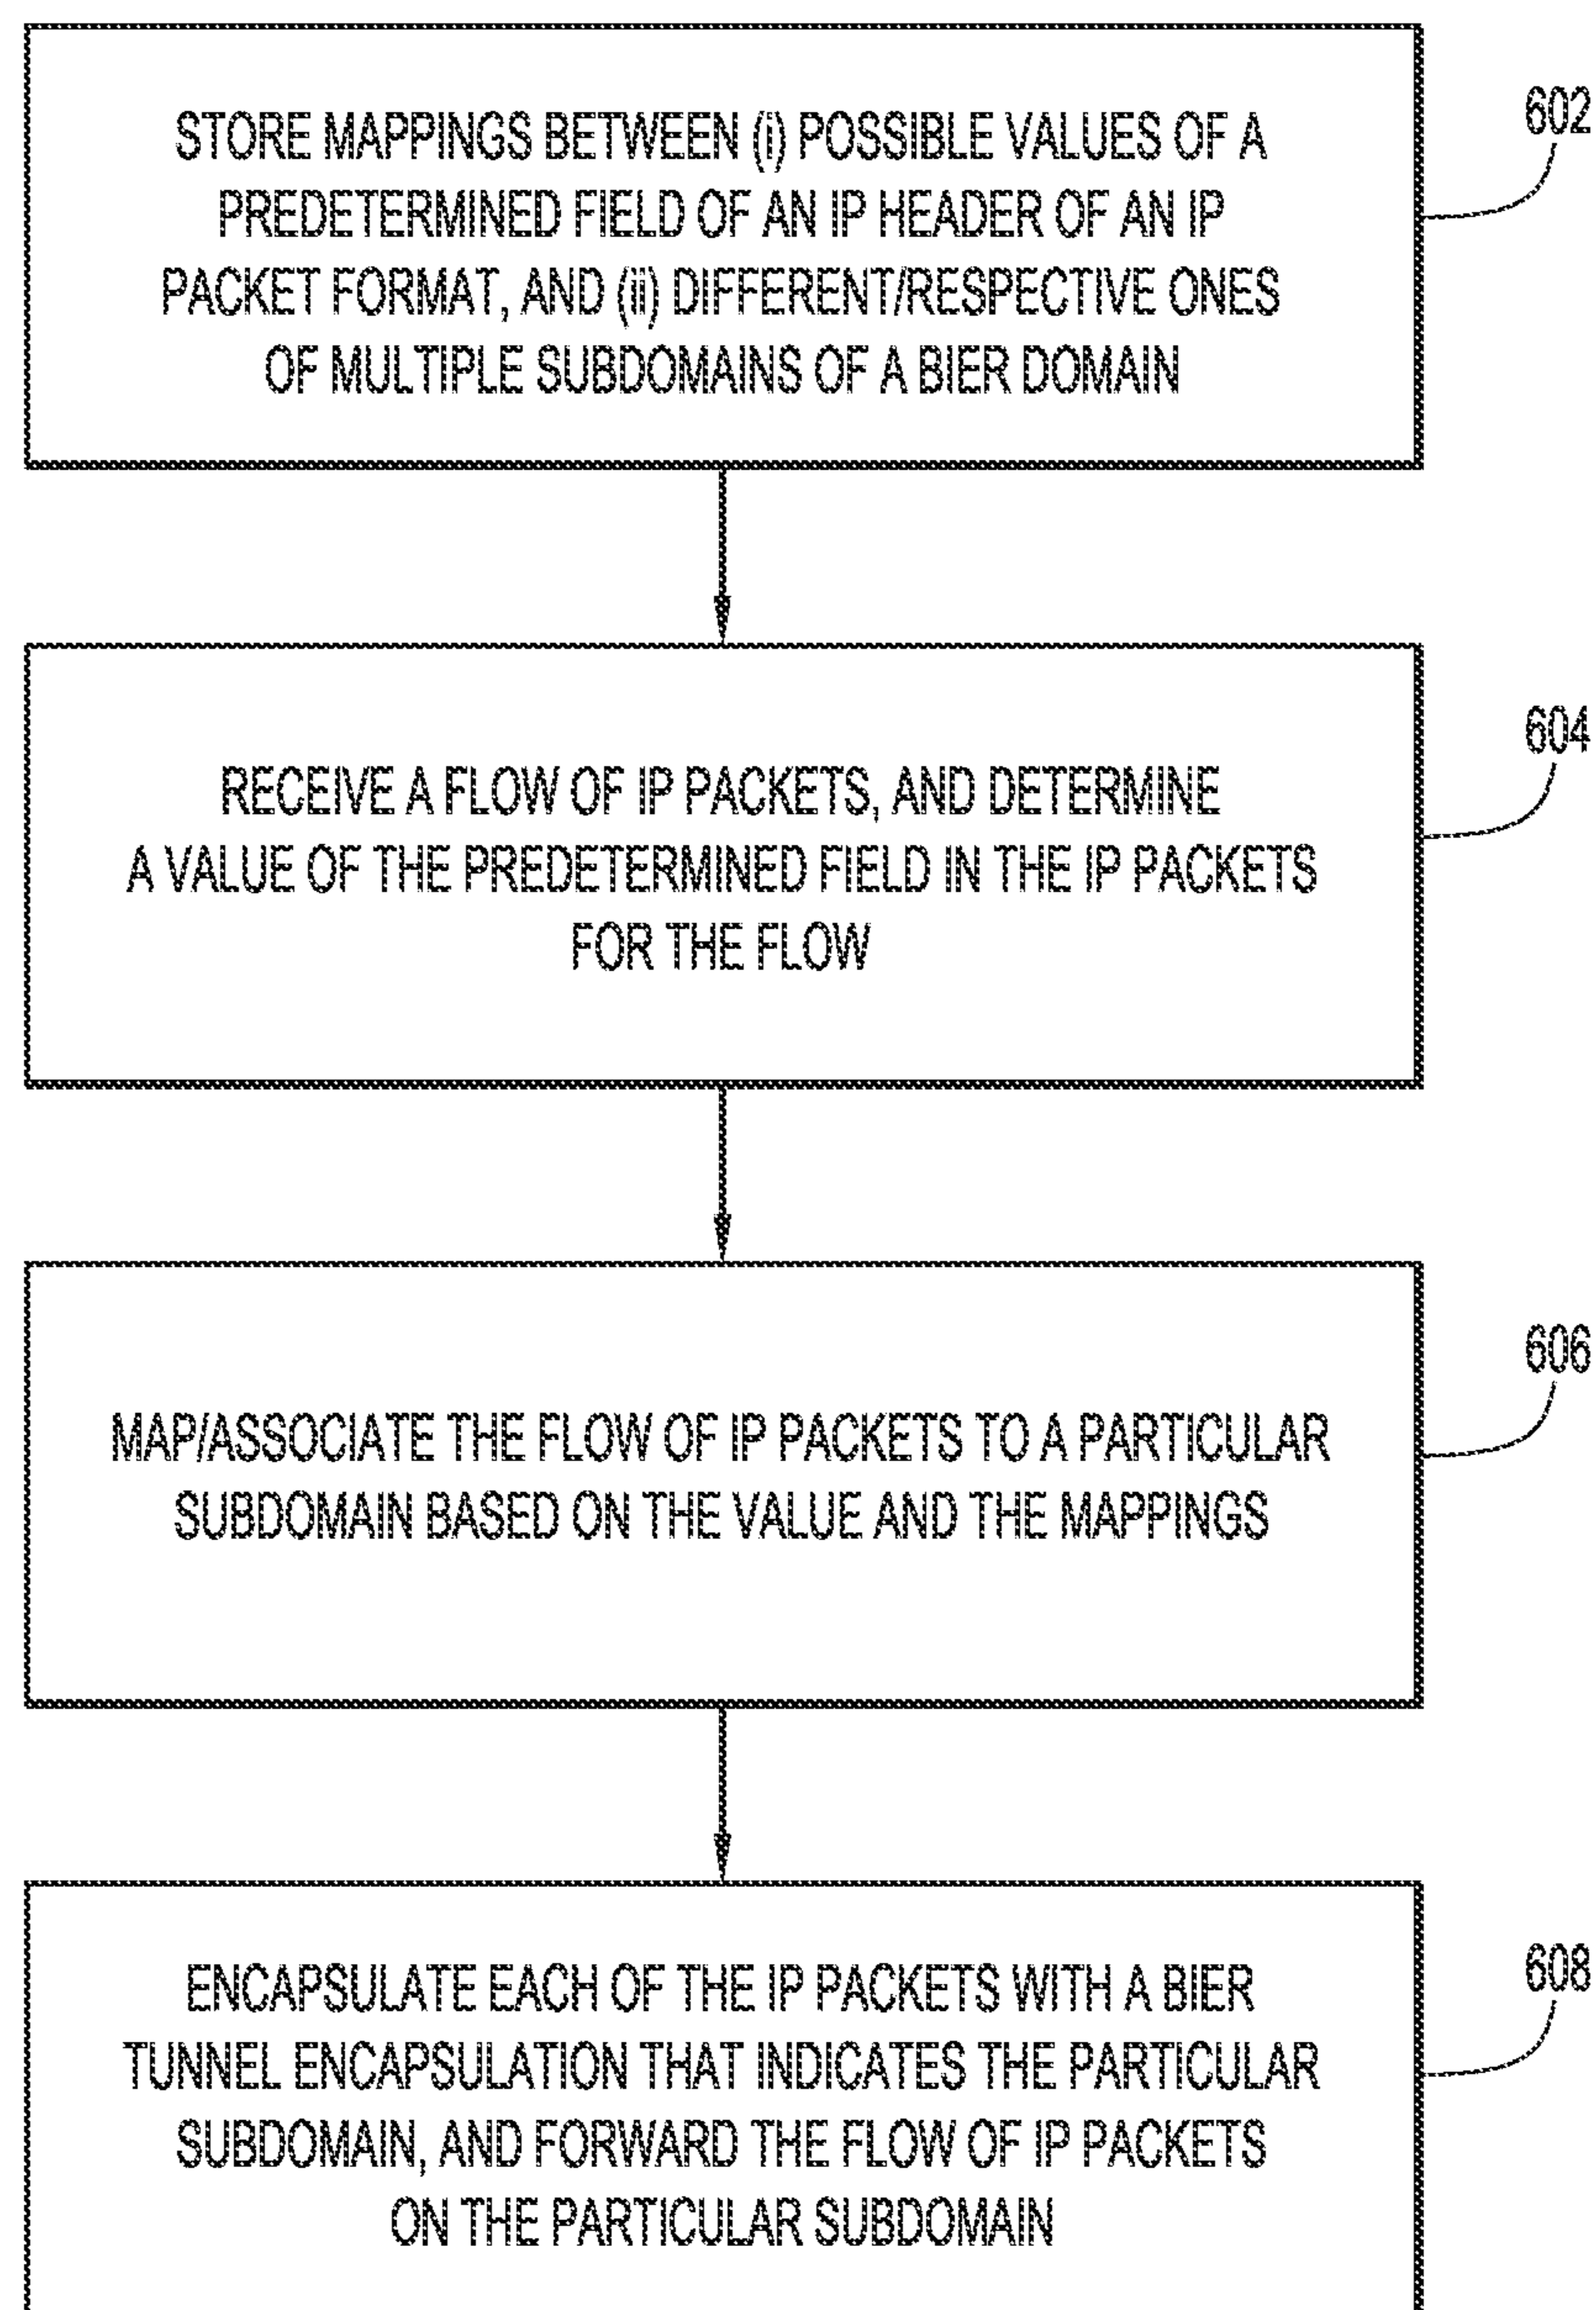 STORE MAPPINGS BETWEEN (i) POSSIBLE VALUES OF A
PREDETERMINED FIELD OF AN IP HEADER OF AN IP
PACKET FORMAT, AND (ii) DIFFERENT/RESPECTIVE ONES
OF MULTIPLE SUBDOMAINS OF A BIER DOMAIN
602
RECEIVE A FLOW OF IP PACKETS, AND DETERMINE
A VALUE OF THE PREDETERMINED FIELD IN THE IP PACKETS
FOR THE FLOW
604
MAP/ASSOCIATE THE FLOW OF IP PACKETS TO A PARTICULAR
SUBDOMAIN BASED ON THE VALUE AND THE MAPPINGS
606
ENCAPSULATE EACH OF THE IP PACKETS WITH A BIER
TUNNEL ENCAPSULATION THAT INDICATES THE PARTICULAR
SUBDOMAIN, AND FORWARD THE FLOW OF IP PACKETS
ON THE PARTICULAR SUBDOMAIN
608